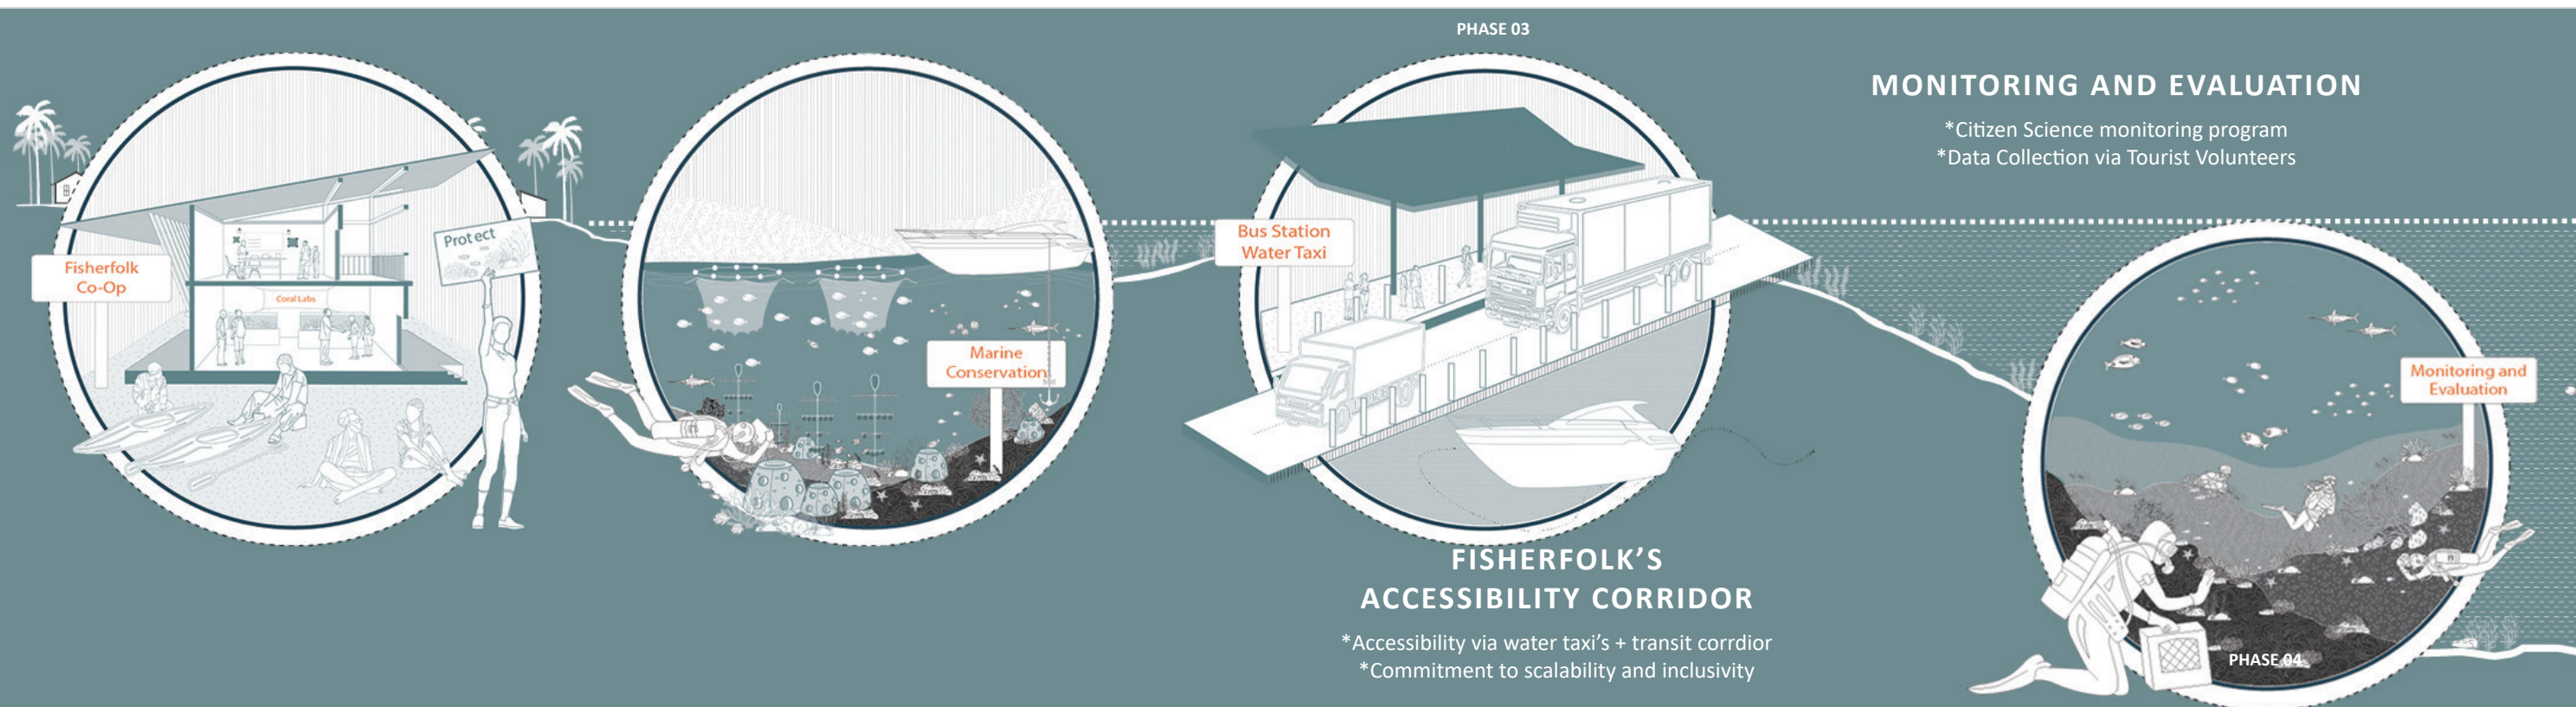 Fisherfolk
Co-Op
Coral Labs
Protect
Marine
Conservation
PHASE 03
Bus Station
Water Taxi
FISHERFOLK’S
ACCESSIBILITY CORRIDOR
*Accessibility via water taxi’s + transit corrdior
*Commitment to scalability and inclusivity
MONITORING AND EVALUATION
*Citizen Science monitoring program
*Data Collection via Tourist Volunteers
Monitoring and
Evaluation
PHASE 04